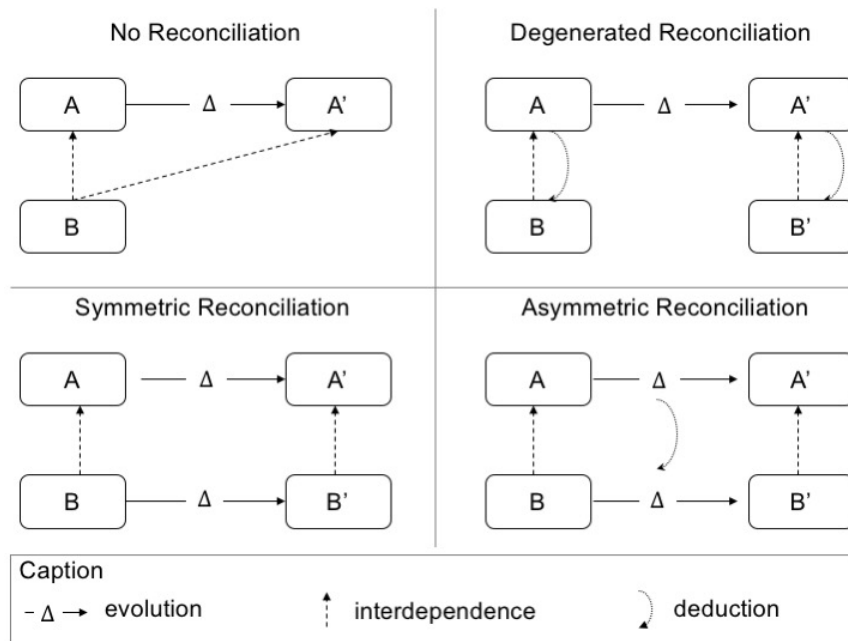 No Reconciliation
A Δ A'
B
Degenerated Reconciliation
A Δ A'
B B'
Symmetric Reconciliation
A Δ A'
B Δ B'
Asymmetric Reconciliation
A Δ A'
B Δ B'
Caption
Δ evolution interdependence deduction